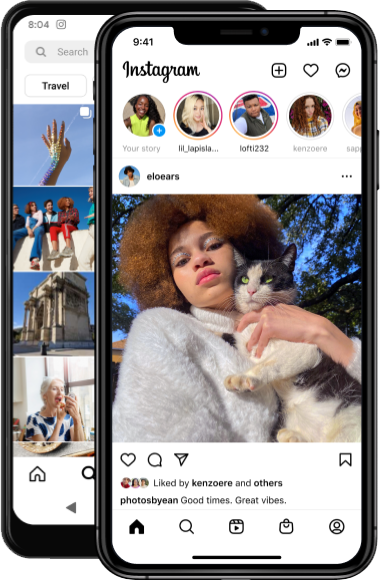 8:04
Search
Travel
9:41
Instagram
Your story
lil_lapisla...
lofti232
kenzoere
sapp
eloears
Liked by kenzoere and others
photosbyean Good times. Great vibes.